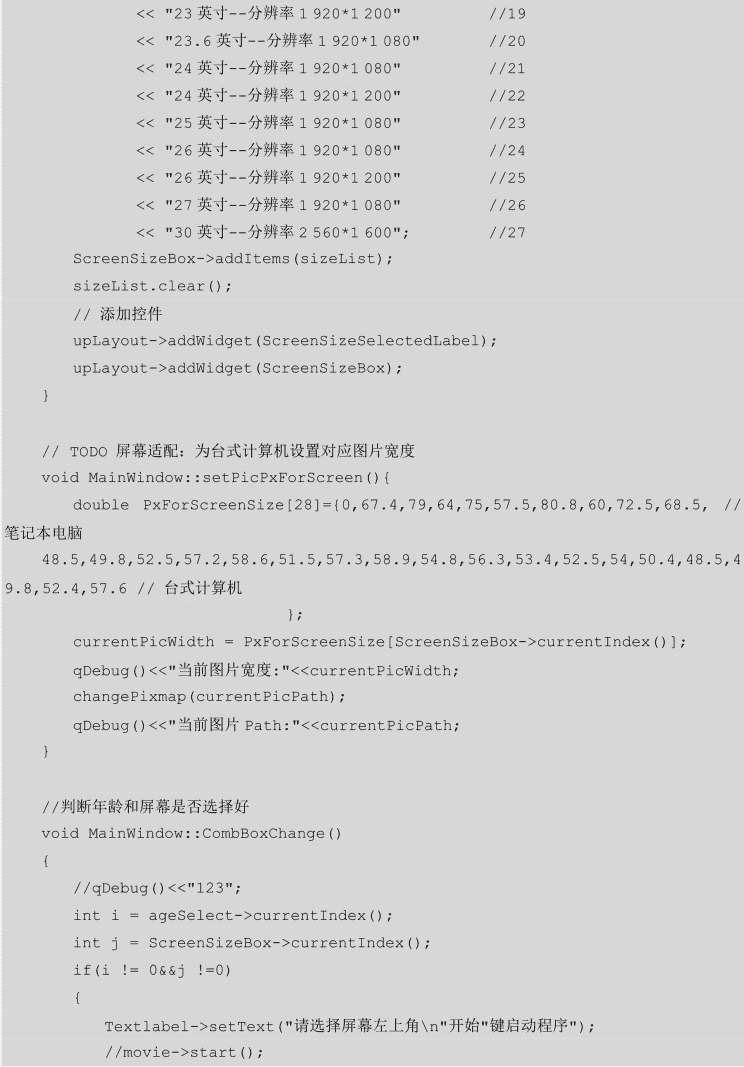 << "23 英寸--分辨率 1 920*1 200" //19
<< "23.6 英寸--分辨率 1 920*1 080" //20
<< "24 英寸--分辨率 1 920*1 080" //21
<< "24 英寸--分辨率 1 920*1 200" //22
<< "25 英寸--分辨率 1 920*1 080" //23
<< "26 英寸--分辨率 1 920*1 080" //24
<< "26 英寸--分辨率 1 920*1 200" //25
<< "27 英寸--分辨率 1 920*1 080" //26
<< "30 英寸--分辨率 2 560*1 600"; //27
ScreenSizeBox->addItems(sizeList);
sizeList.clear();
// 添加控件
upLayout->addWidget(ScreenSizeSelectedLabel);
upLayout->addWidget(ScreenSizeBox);
}
// TODO 屏幕适配：为台式计算机设置对应图片宽度
void MainWindow::setPicPxForScreen(){
double PxForScreenSize[28]={0,67.4,79,64,75,57.5,80.8,60,72.5,68.5, //
笔记本电脑
48.5,49.8,52.5,57.2,58.6,51.5,57.3,58.9,54.8,56.3,53.4,52.5,54,50.4,48.5,4
9.8,52.4,57.6 // 台式计算机
};
currentPicWidth = PxForScreenSize[ScreenSizeBox->currentIndex()];
qDebug()<<"当前图片宽度:"<<currentPicWidth;
changePixmap(currentPicPath);
qDebug()<<"当前图片 Path:"<<currentPicPath;
}
//判断年龄和屏幕是否选择好
void MainWindow::CombBoxChange()
{
//qDebug()<<"123";
int i = ageSelect->currentIndex();
int j = ScreenSizeBox->currentIndex();
if(i != 0&&j !=0)
{
Textlabel->setText("请选择屏幕左上角\n"开始"键启动程序");
//movie->start();